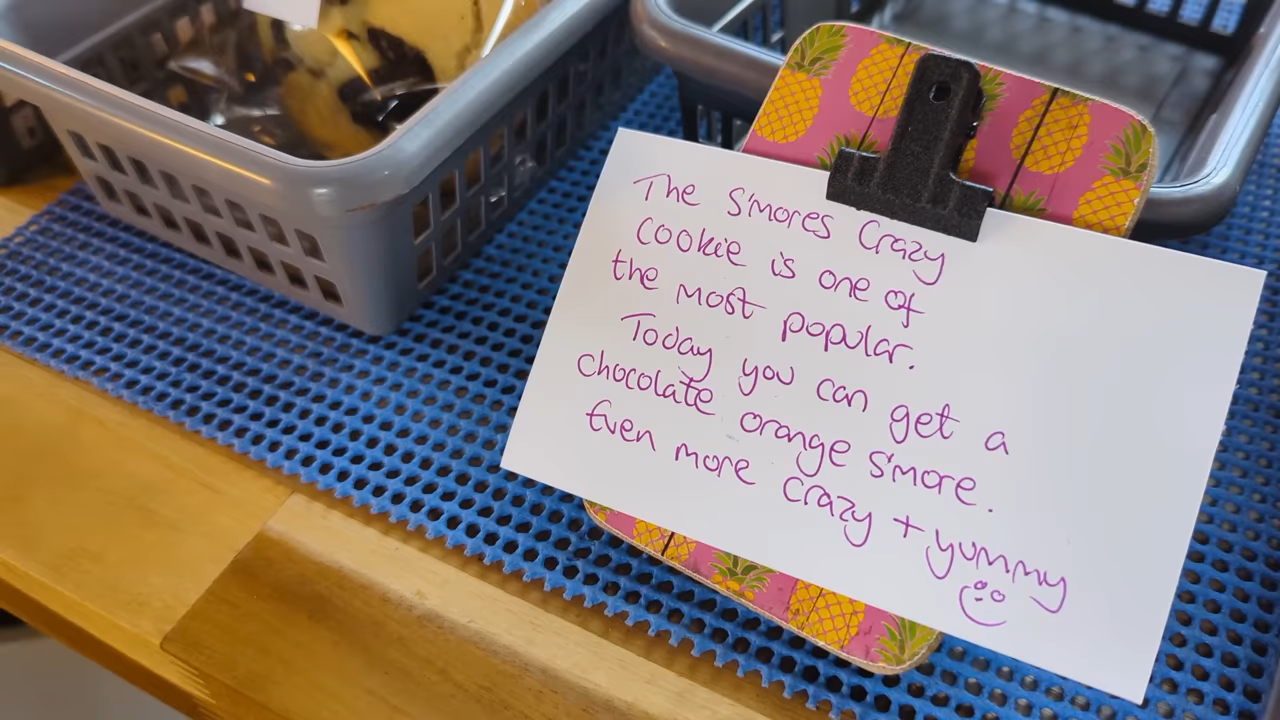 The S'mores Crazy
Cookie is one of
the most popular.
Today you can get a
chocolate orange S'more.
Even more crazy + yummy